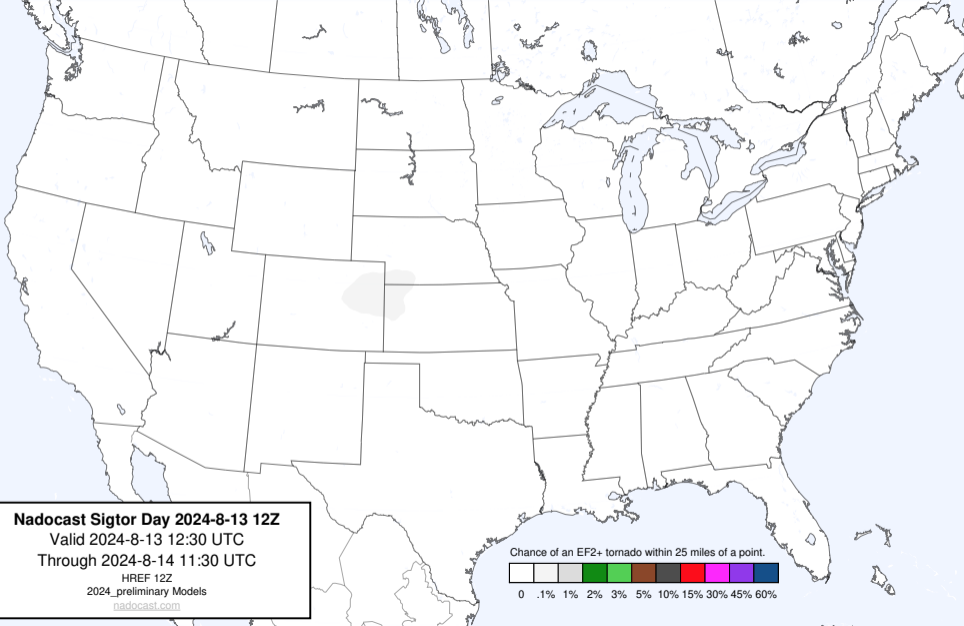 Nadocast Sigtor Day 2024-8-13 12Z
Valid 2024-8-13 12:30 UTC
Through 2024-8-14 11:30 UTC
HREF 12Z
2024_preliminary Models
nadocast.com
Chance of an EF2+ tornado within 25 miles of a point.
0 .1% 1% 2% 3% 5% 10% 15% 30% 45% 60%